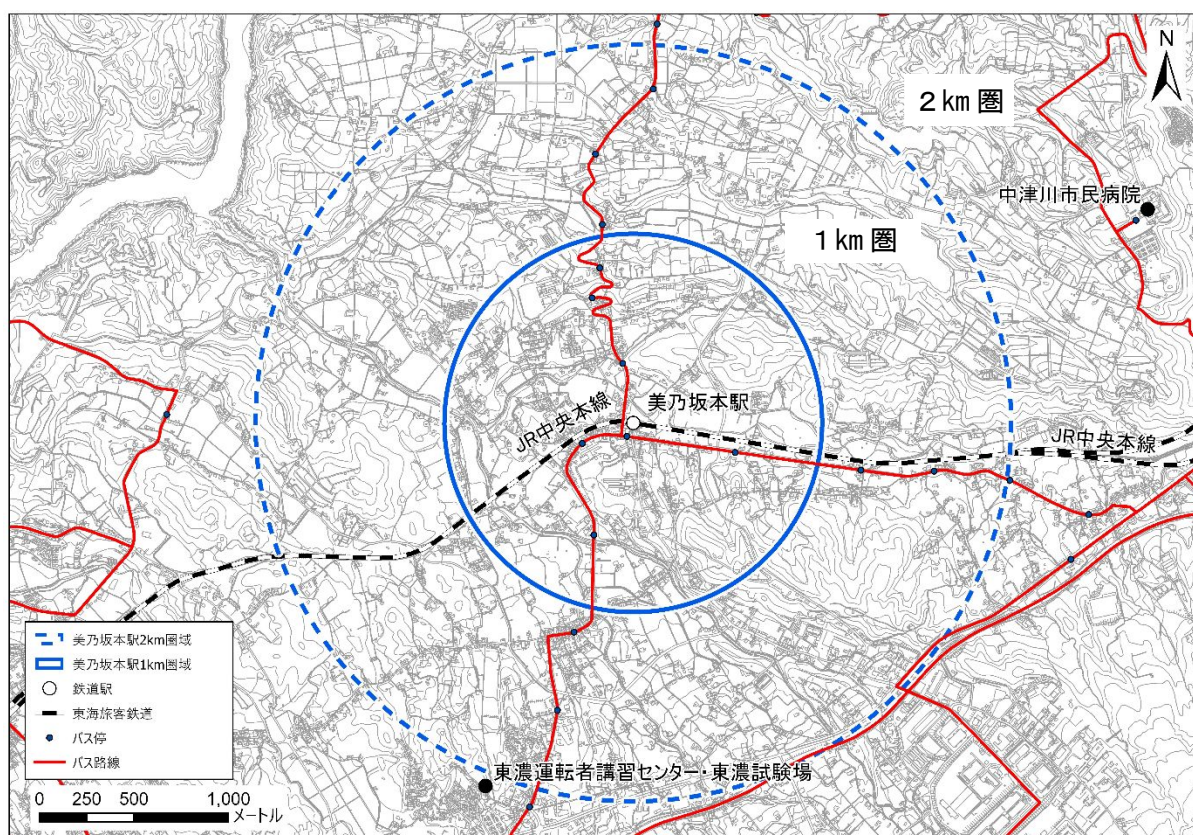 N
2km圏
中津川市民病院
1km圏
美乃坂本駅
JR中央本線
JR中央本線
東濃運転者講習センター・東濃試験場
美乃坂本駅2km圏域
美乃坂本駅1km圏域
鉄道駅
東海旅客鉄道
バス停
バス路線
0 250 500 1,000
メートル